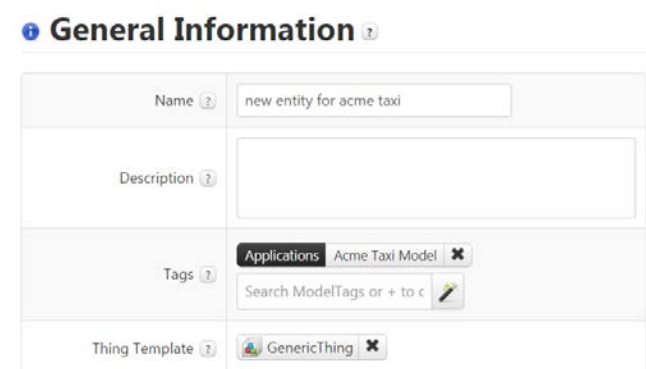 General Information ?
Name ? new entity for acme taxi
Description ?
Applications Acme Taxi Model
Tags ?
Search ModelTags or + to c
Thing Template ? GenericThing